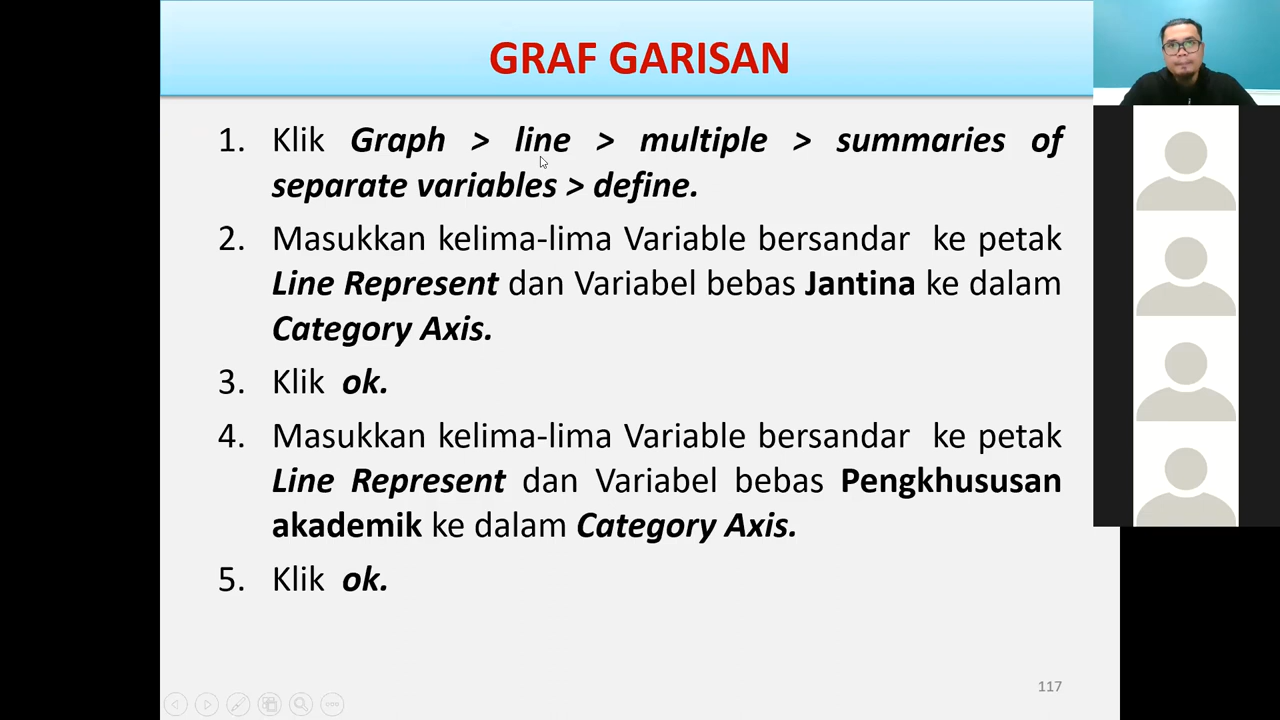 GRAF GARISAN
1. Klik Graph > line > multiple > summaries of
separate variables > define.
2. Masukkan kelima-lima Variable bersandar ke petak
Line Represent dan Variabel bebas Jantina ke dalam
Category Axis.
3. Klik ok.
4. Masukkan kelima-lima Variable bersandar ke petak
Line Represent dan Variabel bebas Pengkhususan
akademik ke dalam Category Axis.
5. Klik ok.
117